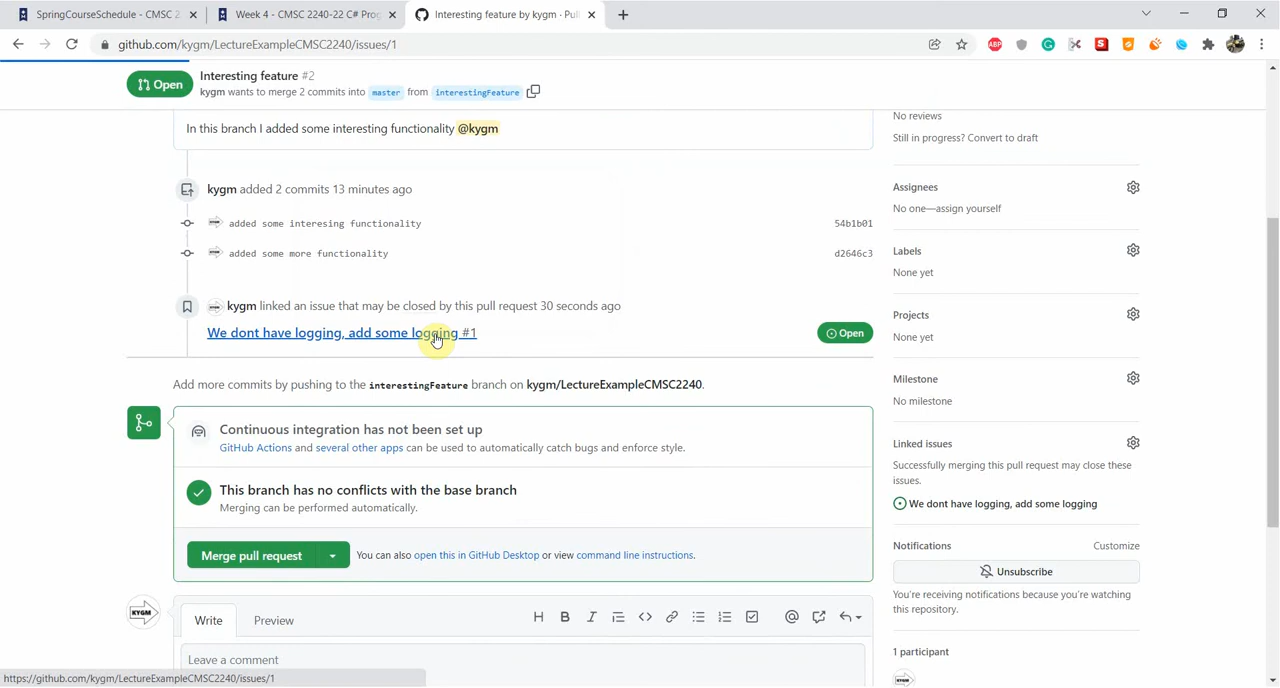 SpringCourseSchedule - CMSC 2
Week 4 - CMSC 2240-22 C# Prog
Interesting feature by kygm · Pull
github.com/kygm/LectureExampleCMSC2240/issues/1
Open
Interesting feature #2
kygm wants to merge 2 commits into master from interestingFeature
In this branch I added some interesting functionality @kygm
kygm added 2 commits 13 minutes ago
added some interesing functionality
54b1b01
added some more functionality
d2646c3
kygm linked an issue that may be closed by this pull request 30 seconds ago
We dont have logging, add some logging #1
Open
Add more commits by pushing to the interestingFeature branch on kygm/LectureExampleCMSC2240.
Continuous integration has not been set up
GitHub Actions and several other apps can be used to automatically catch bugs and enforce style.
This branch has no conflicts with the base branch
Merging can be performed automatically.
Merge pull request
You can also open this in GitHub Desktop or view command line instructions.
KYGM
Write
Preview
Leave a comment
No reviews
Still in progress? Convert to draft
Assignees
No one—assign yourself
Labels
None yet
Projects
None yet
Milestone
No milestone
Linked issues
Successfully merging this pull request may close these
issues.
We dont have logging, add some logging
Notifications
Customize
Unsubscribe
You're receiving notifications because you're watching
this repository.
1 participant
https://github.com/kygm/LectureExampleCMSC2240/issues/1